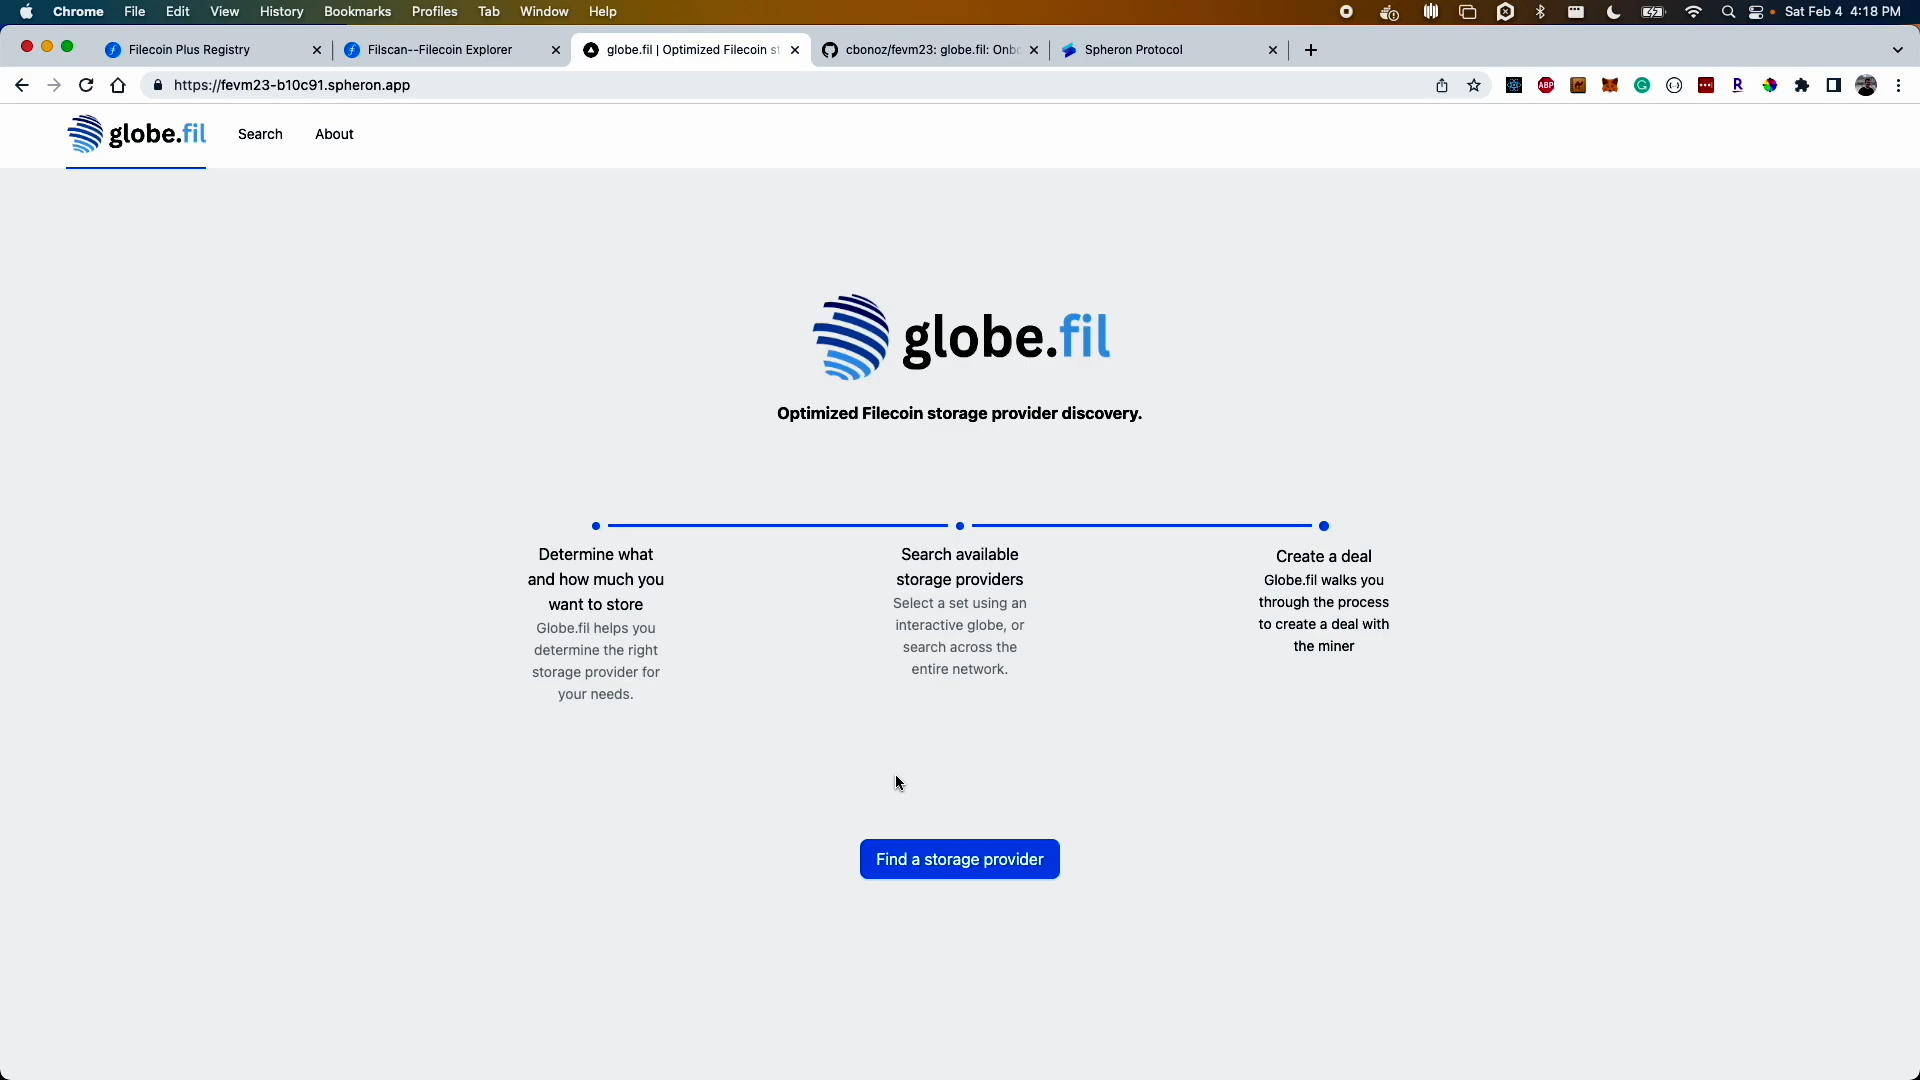 Chrome File Edit View History Bookmarks Profiles Tab Window Help Sat Feb 4 4:18 PM
Filecoin Plus Registry Filscan--Filecoin Explorer globe.fil | Optimized Filecoin st cbonoz/fevm23: globe.fil: Onbo Spheron Protocol
https://fevm23-b10c91.spheron.app ABP
globe.fil Search About
globe.fil
Optimized Filecoin storage provider discovery.
Determine what
and how much you
want to store
Globe.fil helps you
determine the right
storage provider for
your needs.
Search available
storage providers
Select a set using an
interactive globe, or
search across the
entire network.
Create a deal
Globe.fil walks you
through the process
to create a deal with
the miner
Find a storage provider